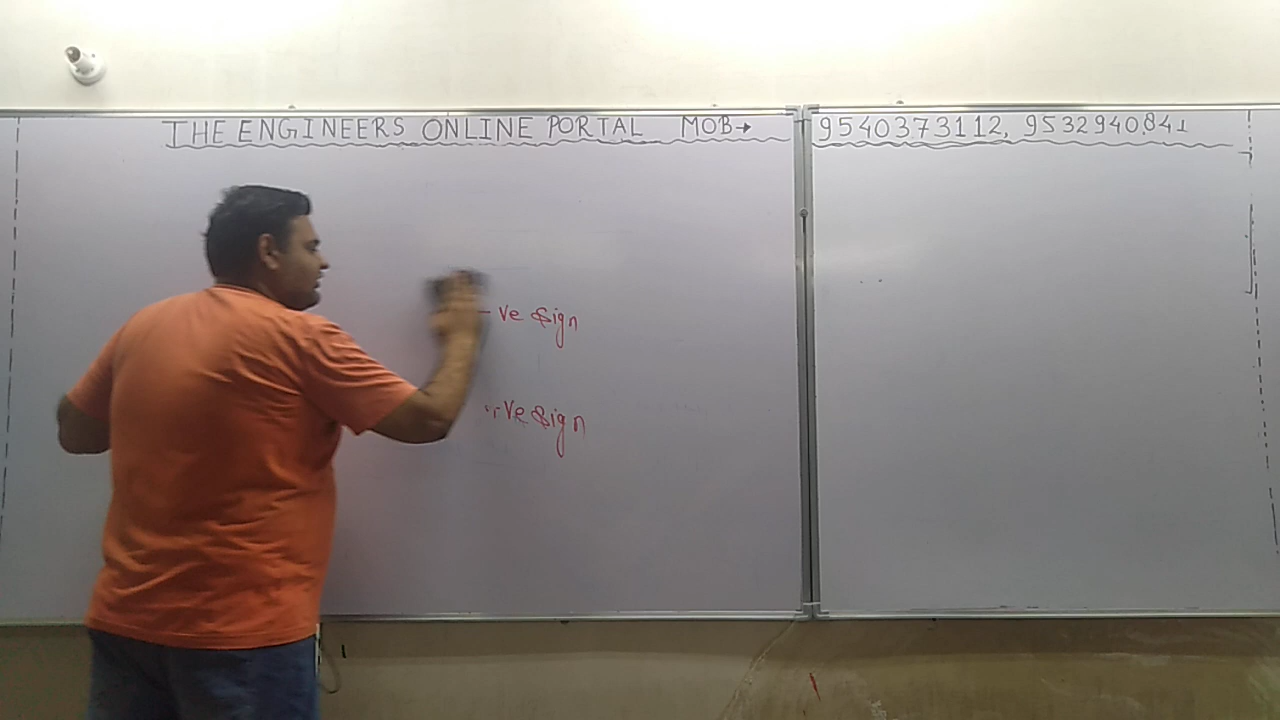 THE ENGINEERS ONLINE PORTAL MOB→ 9540373112, 9532940841
-ve sign
ve sign